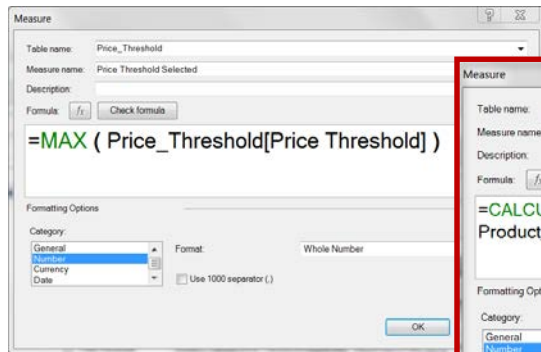 Measure
Table name: Price_Threshold
Measure name: Price Threshold Selected
Description:
Formula: fx Check formula
=MAX ( Price_Threshold[Price Threshold] )
Formatting Options
Category:
General
Number
Currency
Date
Format: Whole Number
Use 1000 separator (.)
OK
Measure
Table name:
Measure name
Description:
Formula:
=CALCU
Product
Formatting Opt
Category:
General
Number